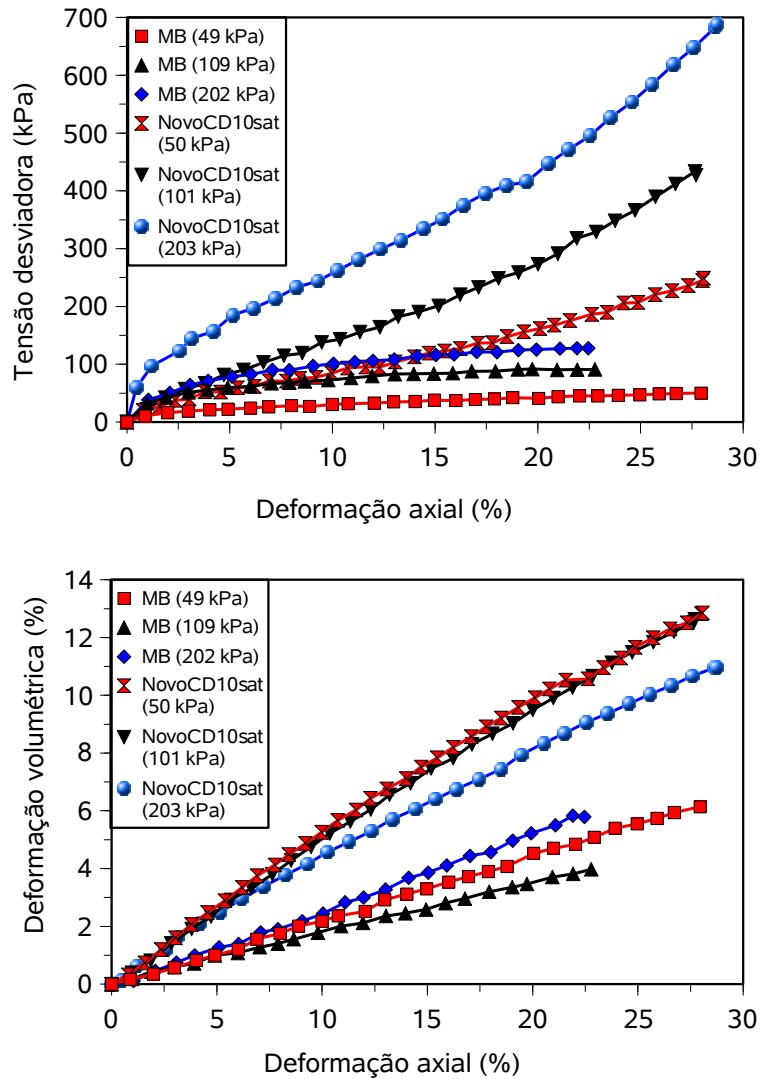 700
600
500
400
300
200
100
0
Tensão desviadora (kPa)
MB (49 kPa)
MB (109 kPa)
MB (202 kPa)
NovoCD10sat
(50 kPa)
NovoCD10sat
(101 kPa)
NovoCD10sat
(203 kPa)
0 5 10 15 20 25 30
Deformação axial (%)
14
12
10
8
6
4
2
0
Deformação volumétrica (%)
MB (49 kPa)
MB (109 kPa)
MB (202 kPa)
NovoCD10sat
(50 kPa)
NovoCD10sat
(101 kPa)
NovoCD10sat
(203 kPa)
0 5 10 15 20 25 30
Deformação axial (%)